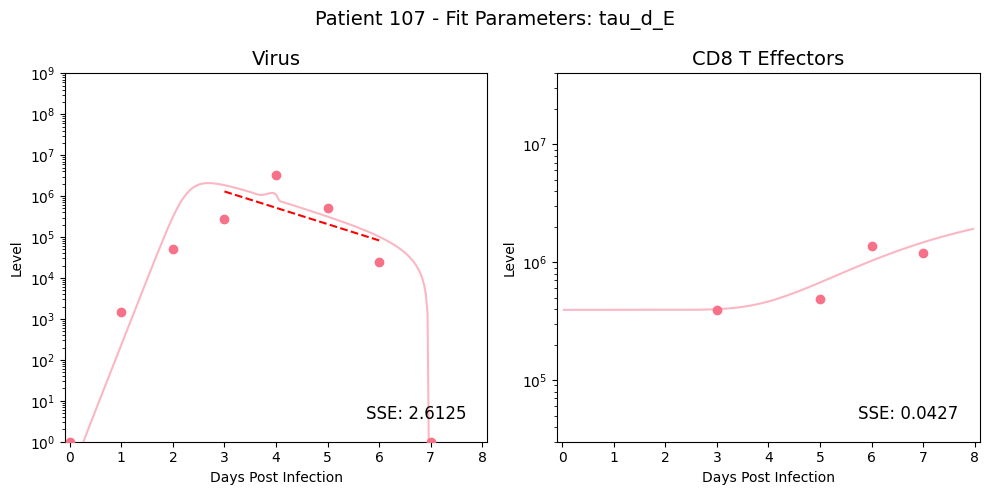 Patient 107 - Fit Parameters: tau_d_E
Virus
Level
10^9
10^8
10^7
10^6
10^5
10^4
10^3
10^2
10^1
10^0
SSE: 2.6125
0 1 2 3 4 5 6 7 8
Days Post Infection
CD8 T Effectors
Level
10^7
10^6
10^5
SSE: 0.0427
0 1 2 3 4 5 6 7 8
Days Post Infection